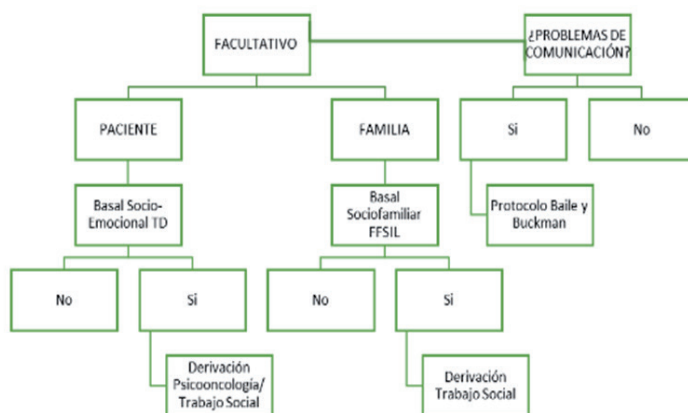 FACULTATIVO
¿PROBLEMAS DE
COMUNICACIÓN?
PACIENTE
FAMILIA
Si
No
Basal Socio-
Emocional TD
Basal
Sociofamiliar
FFSIL
Protocolo Baile y
Buckman
No
Si
No
Si
Derivación
Psicooncología/
Trabajo Social
Derivación
Trabajo Social